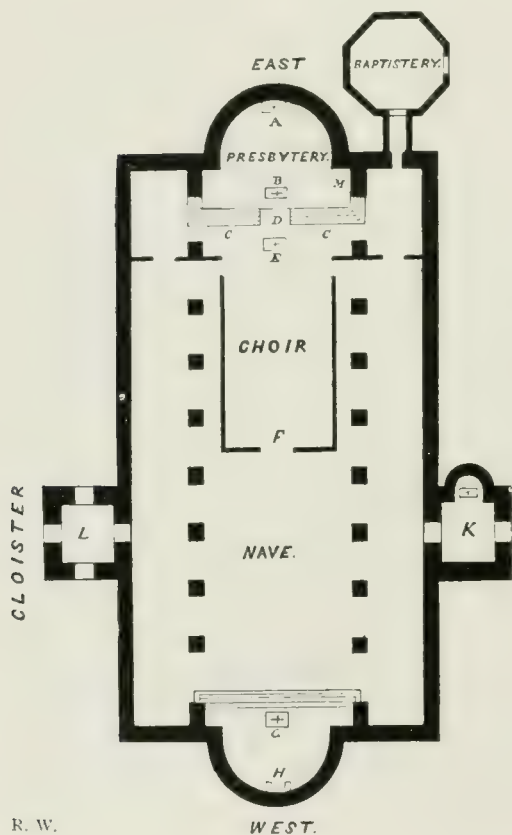 EAST
BAPTISTERY.
A
PRESBYTERY.
B
M
D
C
C
E
CHOIR
F
CLOISTER
L
K
NAVE.
G
H
R. W.
WEST.